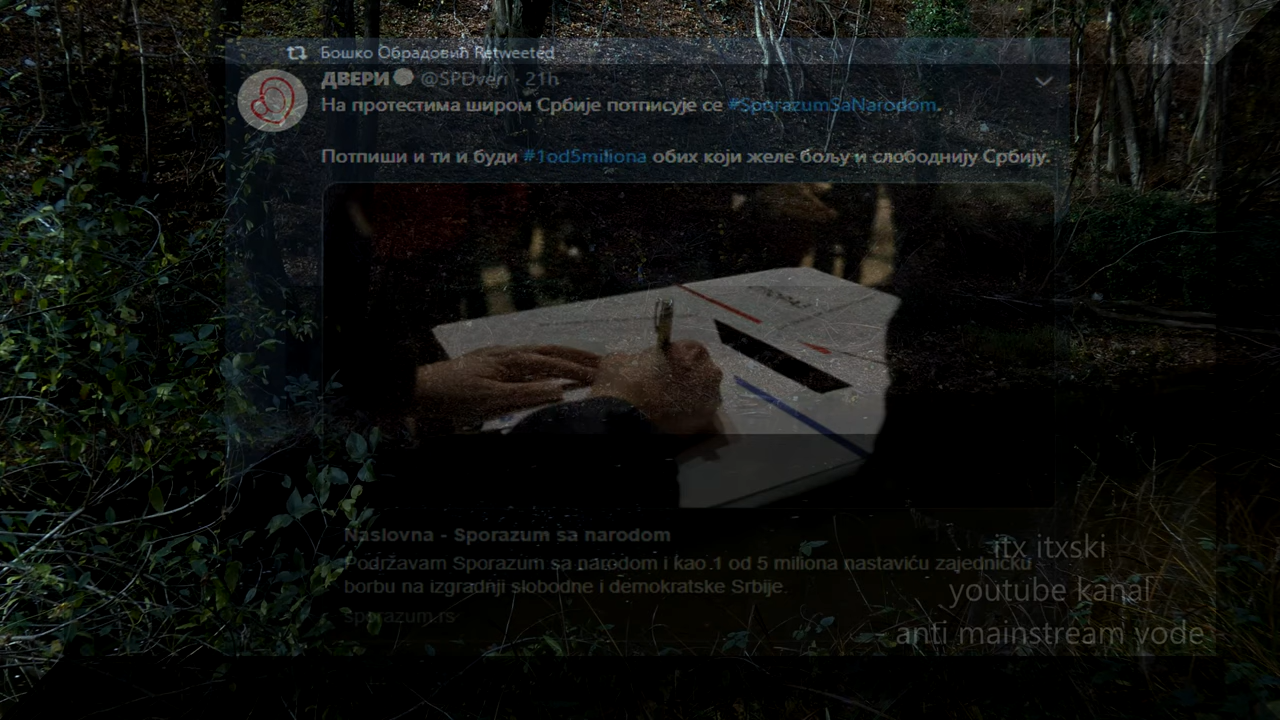 Бошко Обрадовић Retweeted
ДВЕРИ @SPDveri · 21h
На протестима широм Србије потписује се #SporazumSaNarodom.
Потпиши и ти и буди #1od5miliona обих који желе бољу и слободнију Србију.
Naslovna - Sporazum sa narodom
Podržavam Sporazum sa narodom i kao 1 od 5 miliona nastaviću zajedničku
borbu na izgradnji slobodne i demokratske Srbije.
sporazum.rs
itx itxski
youtube kanal
anti mainstream vode